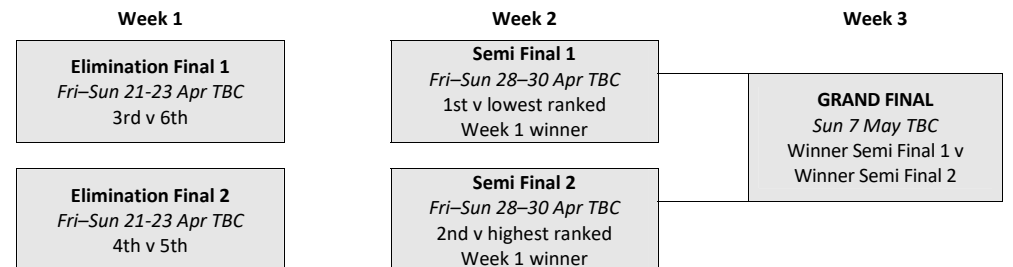 Week 1
Week 2
Week 3
Elimination Final 1
Fri–Sun 21-23 Apr TBC
3rd v 6th
Elimination Final 2
Fri–Sun 21-23 Apr TBC
4th v 5th
Semi Final 1
Fri–Sun 28–30 Apr TBC
1st v lowest ranked
Week 1 winner
Semi Final 2
Fri–Sun 28–30 Apr TBC
2nd v highest ranked
Week 1 winner
GRAND FINAL
Sun 7 May TBC
Winner Semi Final 1 v
Winner Semi Final 2